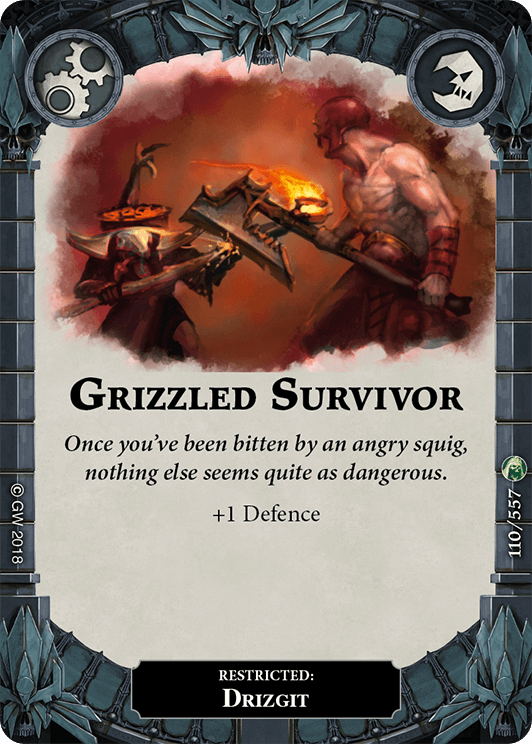 Grizzled Survivor
Once you've been bitten by an angry squig,
nothing else seems quite as dangerous.
+1 Defence
© GW 2018
110/557
RESTRICTED:
Drizgit